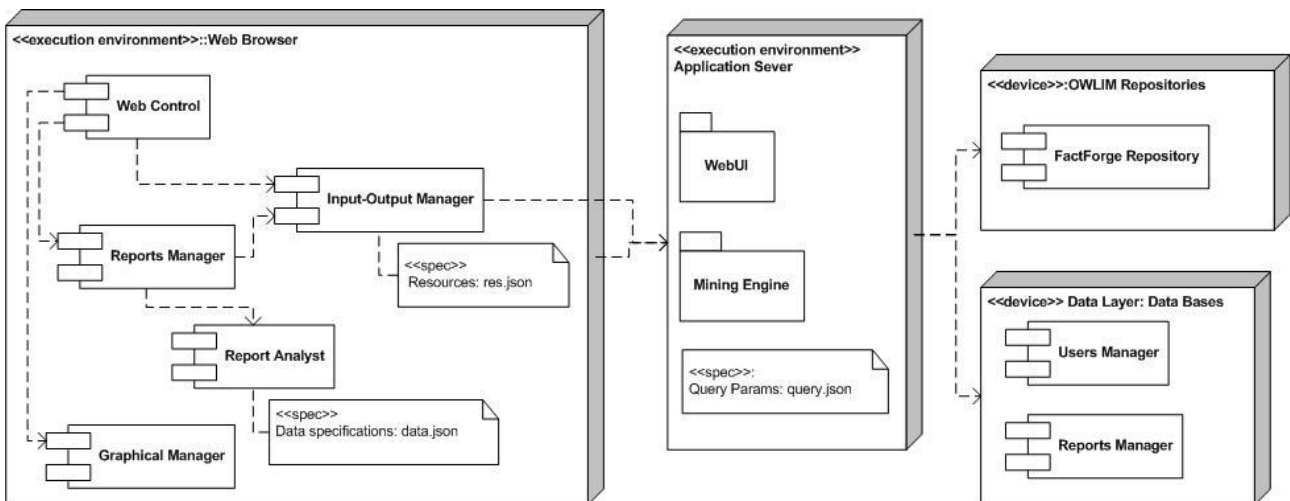 <<execution environment>>::Web Browser
Web Control
Input-Output Manager
Reports Manager
<<spec>>
Resources: res.json
Report Analyst
<<spec>>
Data specifications: data.json
Graphical Manager
<<execution environment>>
Application Sever
WebUI
Mining Engine
<<spec>>:
Query Params: query.json
<<device>>:OWLIM Repositories
FactForge Repository
<<device>> Data Layer: Data Bases
Users Manager
Reports Manager